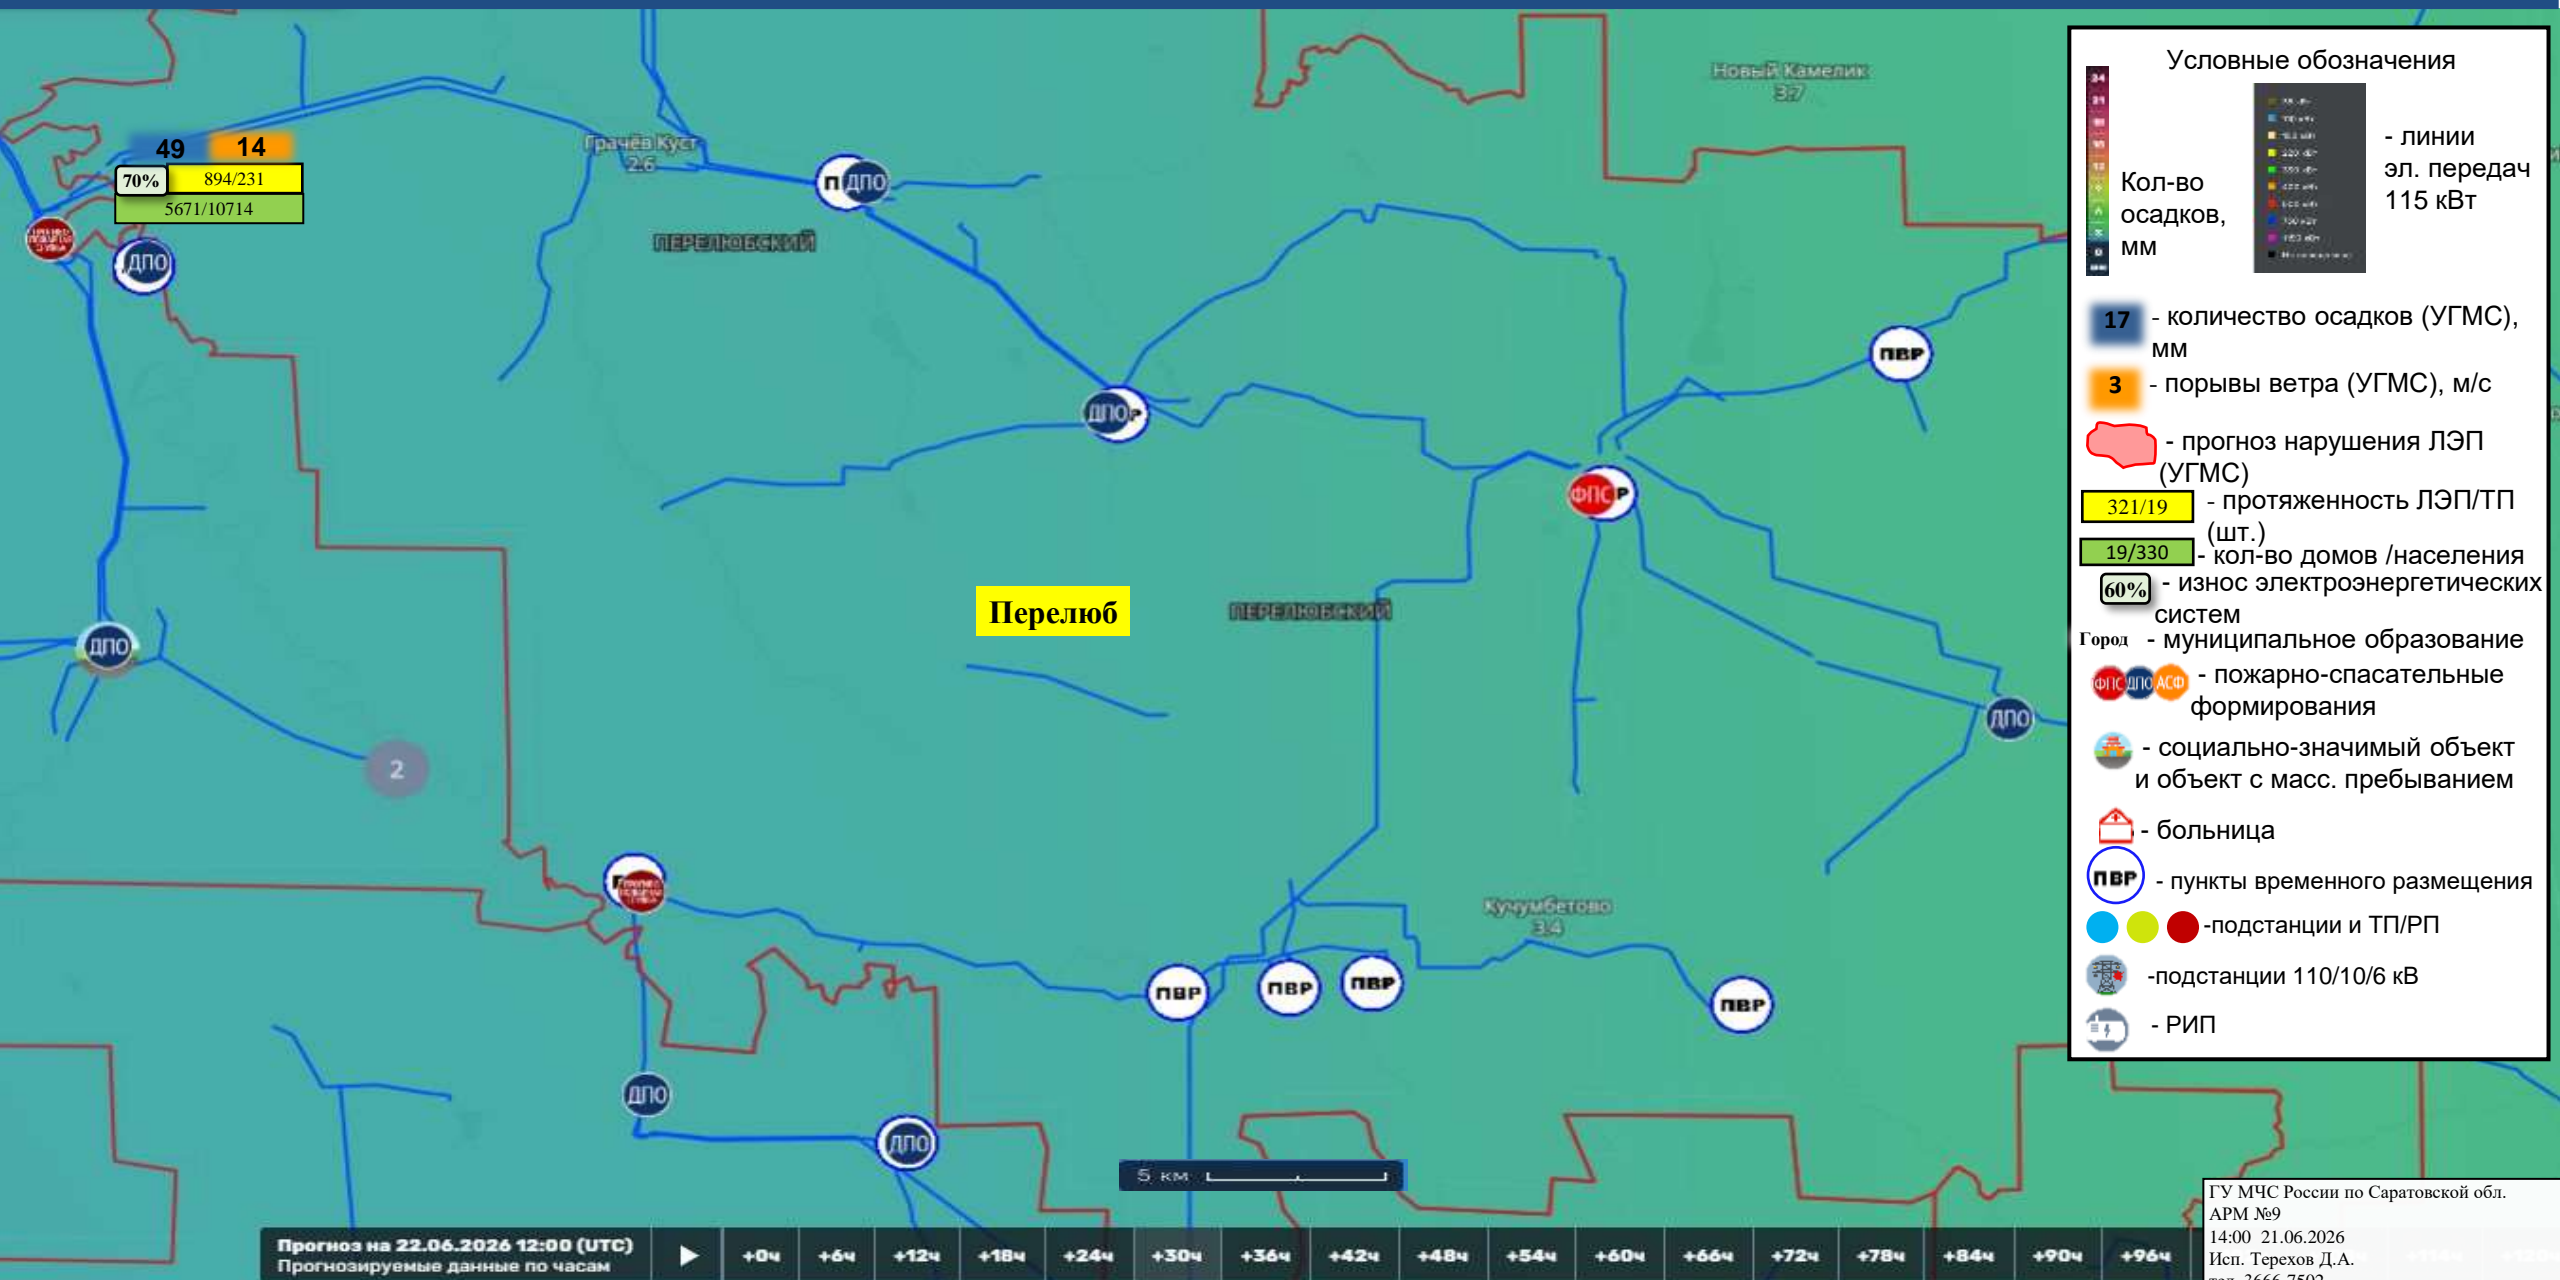 Новый Камелик
3.7
Грачёв Куст
2.6
49 14
70% 894/231
5671/10714
ПДПО
ДПО
ПЕРЕЛЮБСКИЙ
ПВР
ДПО Р
ФПС Р
Перелюб
ПЕРЕЛЮБСКИЙ
ДПО
ДПО
2
Кучумбетово
3.4
ПВР
ПВР
ПВР
ПВР
ДПО
ДПО
5 км
Прогноз на 22.06.2026 12:00 (UTC)
Прогнозируемые данные по часам
+0ч +6ч +12ч +18ч +24ч +30ч +36ч +42ч +48ч +54ч +60ч +66ч +72ч +78ч +84ч +90ч +96ч
Условные обозначения
Кол-во
осадков,
мм
- линии
эл. передач
115 кВт
17 - количество осадков (УГМС),
мм
3 - порывы ветра (УГМС), м/с
- прогноз нарушения ЛЭП
(УГМС)
321/19 - протяженность ЛЭП/ТП
(шт.)
19/330 - кол-во домов /населения
60% - износ электроэнергетических
систем
Город - муниципальное образование
ФПС ДПО АСФ - пожарно-спасательные
формирования
- социально-значимый объект
и объект с масс. пребыванием
- больница
ПВР - пункты временного размещения
-подстанции и ТП/РП
-подстанции 110/10/6 кВ
- РИП
ГУ МЧС России по Саратовской обл.
АРМ №9
14:00 21.06.2026
Исп. Терехов Д.А.
тел. 3666-7502